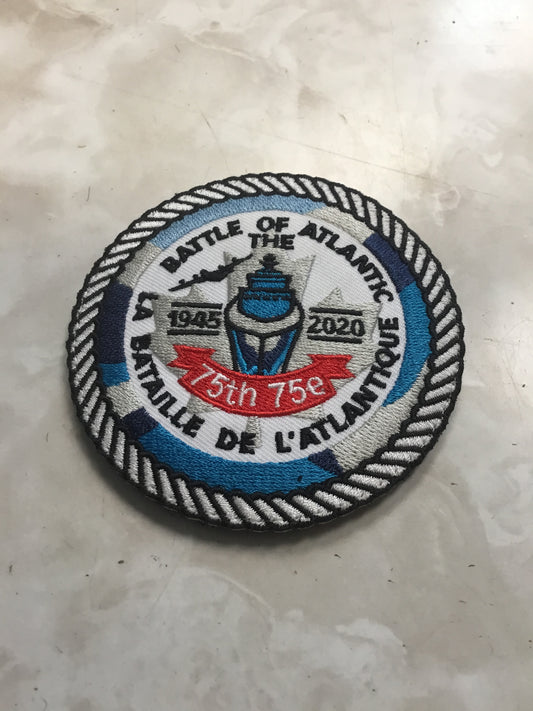 BATTLE OF THE ATLANTIC
1945 2020
75th 75e
LA BATAILLE DE L'ATLANTIQUE